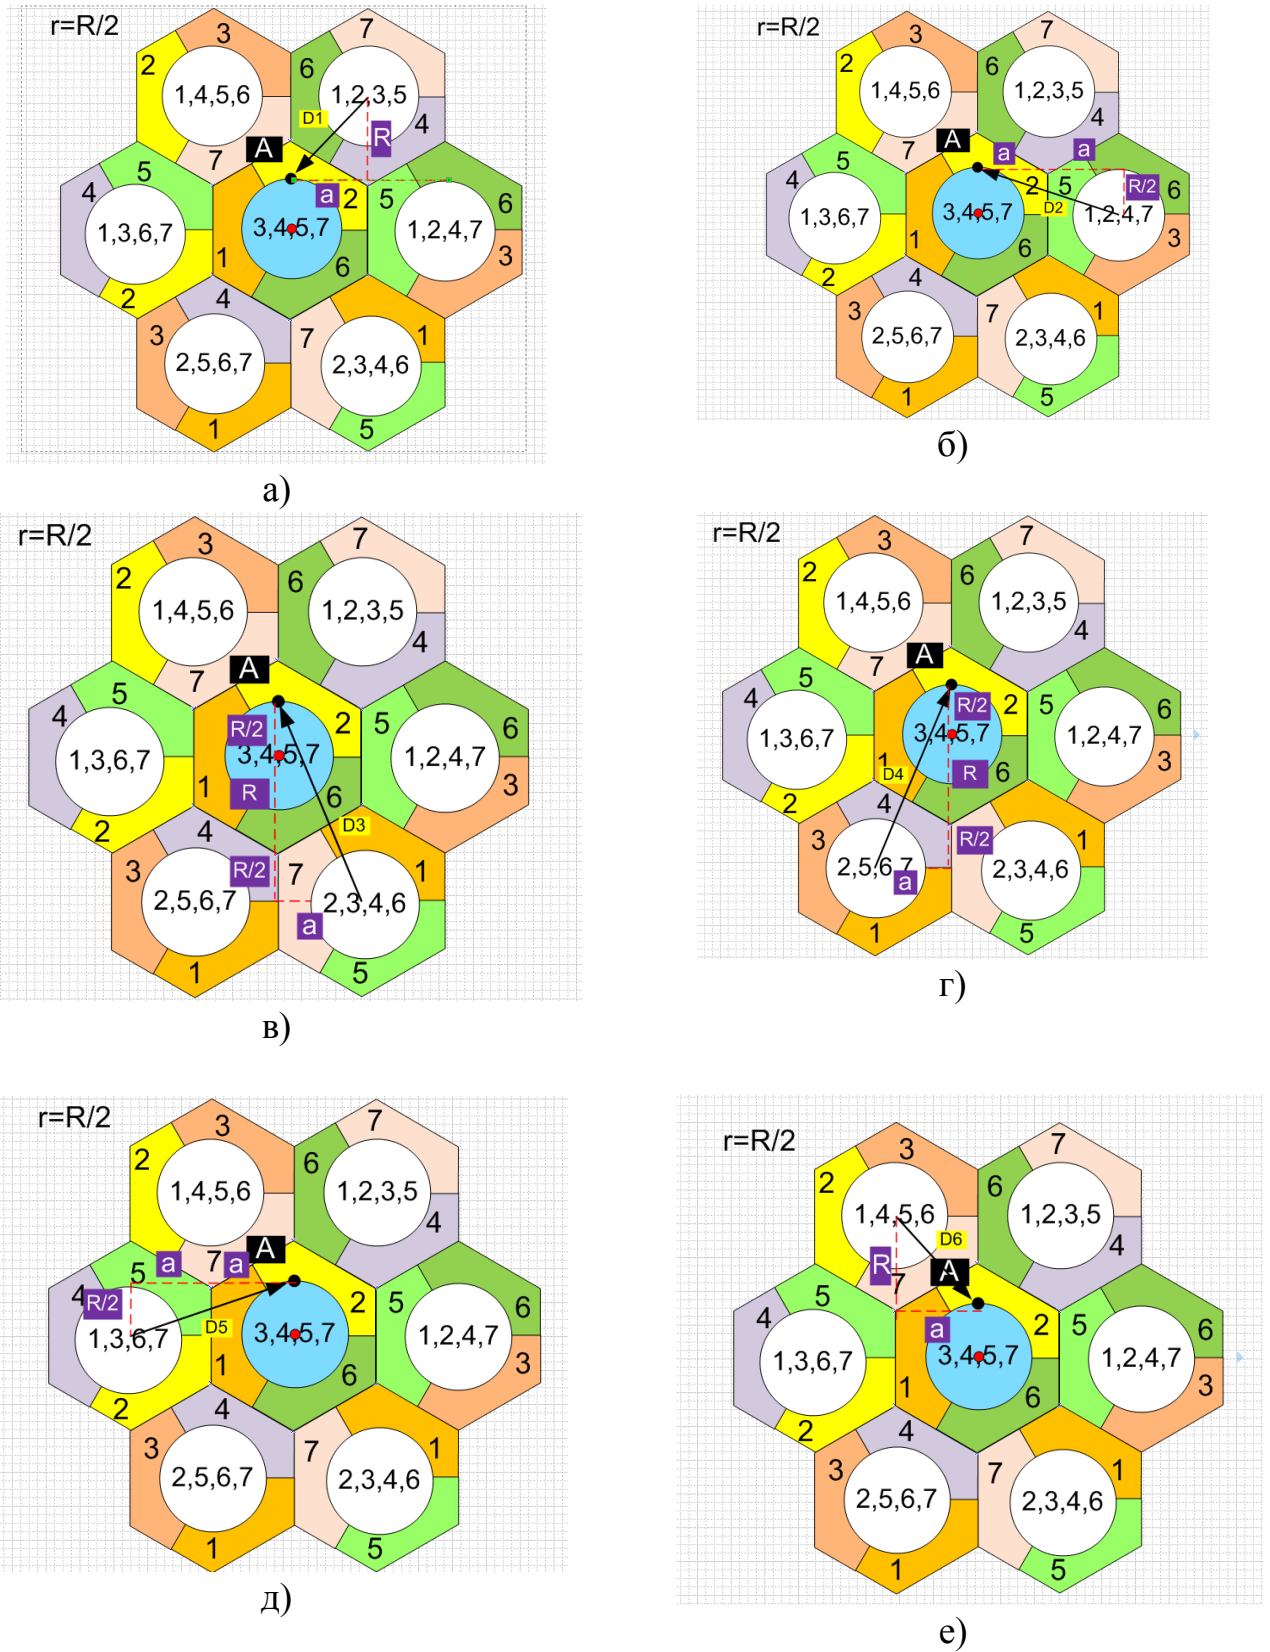 r=R/2
3 7
2 6
1,4,5,6 1,2,3,5
D1 R 4
7 A
5
4 a 2 5 6
1,3,6,7 3,4,5,7 1,2,4,7
1 6 3
2 4
3 7 1
2,5,6,7 2,3,4,6
1 5
а)
r=R/2
3 7
2 6
1,4,5,6 1,2,3,5
4
7 A a a
5
4 2 5 R/2 6
D2
1,3,6,7 3,4,5,7 1,2,4,7
1 6 3
2 4
3 7 1
2,5,6,7 2,3,4,6
1 5
б)
r=R/2
3 7
2 6
1,4,5,6 1,2,3,5
4
7 A
5
4 R/2 2 5 6
1,3,6,7 3,4,5,7 1,2,4,7
1 R 6 3
2 4 D3
3 R/2 7 1
2,5,6,7 2,3,4,6
a
1 5
в)
r=R/2
3 7
2 6
1,4,5,6 1,2,3,5
4
7 A
5
4 R/2 2 5 6
1,3,6,7 3,4,5,7 1,2,4,7
1 D4 R 6 3
2 4
3 R/2 7 1
2,5,6,7 2,3,4,6
a
1 5
г)
r=R/2
3 7
2 6
1,4,5,6 1,2,3,5
4
5 a 7 a A
4 R/2 2 5 6
D5
1,3,6,7 3,4,5,7 1,2,4,7
1 6 3
2 4
3 7 1
2,5,6,7 2,3,4,6
1 5
д)
r=R/2
3 7
2 6
1,4,5,6 1,2,3,5
D6 4
R 7 A
5
4 a 2 5 6
1,3,6,7 3,4,5,7 1,2,4,7
1 6 3
2 4
3 7 1
2,5,6,7 2,3,4,6
1 5
е)